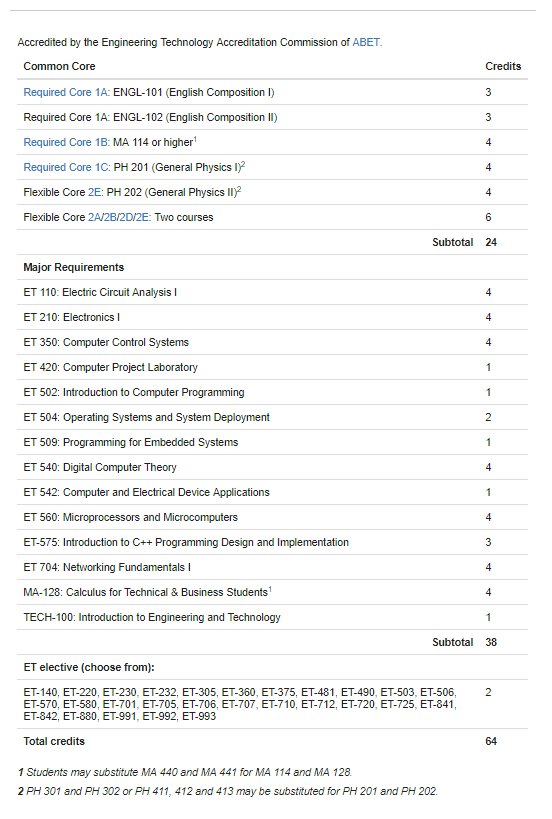 Accredited by the Engineering Technology Accreditation Commission of ABET.
Common Core Credits
Required Core 1A: ENGL-101 (English Composition I) 3
Required Core 1A: ENGL-102 (English Composition II) 3
Required Core 1B: MA 114 or higher1 4
Required Core 1C: PH 201 (General Physics I)2 4
Flexible Core 2E: PH 202 (General Physics II)2 4
Flexible Core 2A/2B/2D/2E: Two courses 6
Subtotal 24
Major Requirements
ET 110: Electric Circuit Analysis I 4
ET 210: Electronics I 4
ET 350: Computer Control Systems 4
ET 420: Computer Project Laboratory 1
ET 502: Introduction to Computer Programming 1
ET 504: Operating Systems and System Deployment 2
ET 509: Programming for Embedded Systems 1
ET 540: Digital Computer Theory 4
ET 542: Computer and Electrical Device Applications 1
ET 560: Microprocessors and Microcomputers 4
ET-575: Introduction to C++ Programming Design and Implementation 3
ET 704: Networking Fundamentals I 4
MA-128: Calculus for Technical & Business Students1 4
TECH-100: Introduction to Engineering and Technology 1
Subtotal 38
ET elective (choose from):
ET-140, ET-220, ET-230, ET-232, ET-305, ET-360, ET-375, ET-481, ET-490, ET-503, ET-506, 2
ET-570, ET-580, ET-701, ET-705, ET-706, ET-707, ET-710, ET-712, ET-720, ET-725, ET-841,
ET-842, ET-880, ET-991, ET-992, ET-993
Total credits 64
1 Students may substitute MA 440 and MA 441 for MA 114 and MA 128.
2 PH 301 and PH 302 or PH 411, 412 and 413 may be substituted for PH 201 and PH 202.